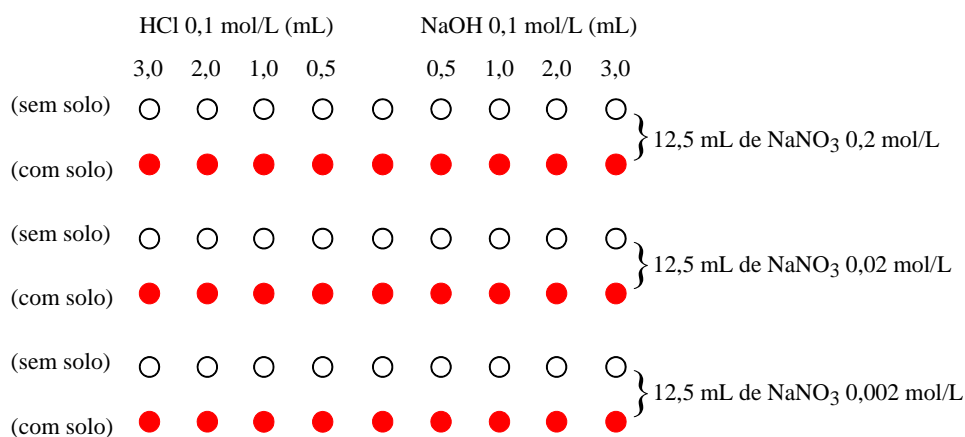 HCl 0,1 mol/L (mL) NaOH 0,1 mol/L (mL)
3,0 2,0 1,0 0,5 0,5 1,0 2,0 3,0
(sem solo)
12,5 mL de NaNO3 0,2 mol/L
(com solo)
(sem solo)
12,5 mL de NaNO3 0,02 mol/L
(com solo)
(sem solo)
12,5 mL de NaNO3 0,002 mol/L
(com solo)